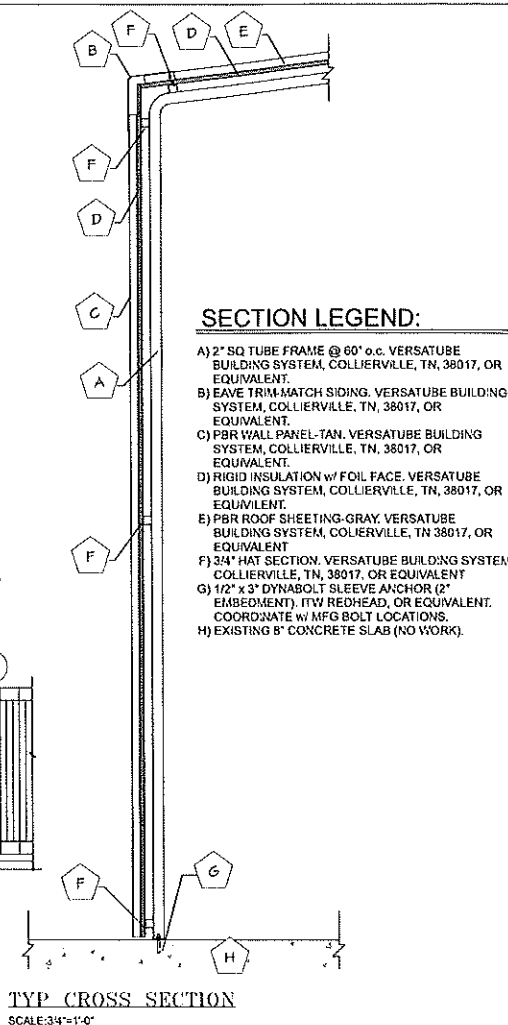 F
D
E
B
F
D
C
A
SECTION LEGEND:
A) 2" SQ TUBE FRAME @ 60" o.c. VERSATUBE
BUILDING SYSTEM, COLLIERVILLE, TN, 38017, OR
EQUIVALENT.
B) EAVE TRIM-MATCH SIDING. VERSATUBE BUILDING
SYSTEM, COLLIERVILLE, TN, 38017, OR
EQUIVALENT.
C) PBR WALL PANEL-TAN. VERSATUBE BUILDING
SYSTEM, COLLIERVILLE, TN, 38017, OR
EQUIVALENT.
D) RIGID INSULATION w/ FOIL FACE. VERSATUBE
BUILDING SYSTEM, COLLIERVILLE, TN, 38017, OR
EQUIVILENT.
E) PBR ROOF SHEETING-GRAY. VERSATUBE
BUILDING SYSTEM, COLIERVILLE, TN 38017, OR
EQUIVALENT
F) 3/4" HAT SECTION. VERSATUBE BUILDING SYSTEM
COLLIERVILLE, TN, 38017, OR EQUIVALENT
G) 1/2" x 3" DYNABOLT SLEEVE ANCHOR (2"
EMBEDMENT). ITW REDHEAD, OR EQUIVALENT.
COORDINATE w/ MFG BOLT LOCATIONS.
H) EXISTING 8" CONCRETE SLAB (NO WORK).
F
F
G
H
TYP CROSS SECTION
SCALE:3/4"=1'-0"